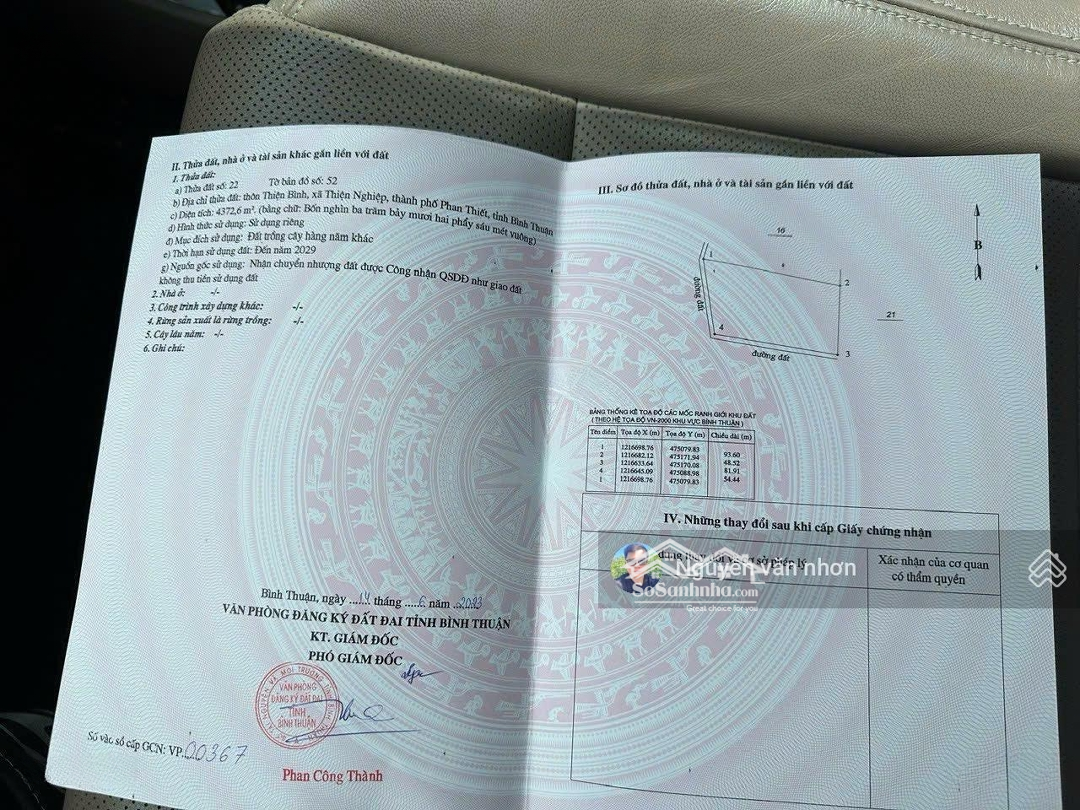 II. Thửa đất, nhà ở và tài sản khác gắn liền với đất
1. Thửa đất:
a) Thửa đất số: 22 Tờ bản đồ số: 52
b) Địa chỉ thửa đất: thôn Thiện Bình, xã Thiện Nghiệp, thành phố Phan Thiết, tỉnh Bình Thuận
c) Diện tích: 4372,6 m². (bằng chữ: Bốn nghìn ba trăm bảy mươi hai phẩy sáu mét vuông)
d) Hình thức sử dụng: Sử dụng riêng
đ) Mục đích sử dụng: Đất trồng cây hàng năm khác
e) Thời hạn sử dụng đất: Đến năm 2029
g) Nguồn gốc sử dụng: Nhận chuyển nhượng đất được Công nhận QSDĐ như giao đất
không thu tiền sử dụng đất
2. Nhà ở: -/-
3. Công trình xây dựng khác: -/-
4. Rừng sản xuất là rừng trồng: -/-
5. Cây lâu năm: -/-
6. Ghi chú:
Bình Thuận, ngày ...14 tháng .....6 năm ..2023
VĂN PHÒNG ĐĂNG KÝ ĐẤT ĐAI TỈNH BÌNH THUẬN
KT. GIÁM ĐỐC
PHÓ GIÁM ĐỐC
VĂN PHÒNG
ĐĂNG KÝ ĐẤT ĐAI
TỈNH
BÌNH THUẬN
Phan Công Thành
Số vào sổ cấp GCN: VP.00367
III. Sơ đồ thửa đất, nhà ở và tài sản gắn liền với đất
B
16
1
2
21
đường đất
4
3
đường đất
BẢNG THỐNG KÊ TỌA ĐỘ CÁC MỐC RANH GIỚI KHU ĐẤT
( THEO HỆ TỌA ĐỘ VN-2000 KHU VỰC BÌNH THUẬN )
Tên điểm Tọa độ X (m) Tọa độ Y (m) Chiều dài (m)
1 1216698.76 475079.83
93.60
2 1216682.12 475171.94
48.52
3 1216633.64 475170.08
81.91
4 1216645.09 475088.98
54.44
1 1216698.76 475079.83
IV. Những thay đổi sau khi cấp Giấy chứng nhận
Xác nhận của cơ quan
có thẩm quyền
Nguyễn văn nhơn
SoSanhnha.com
Great choice for you